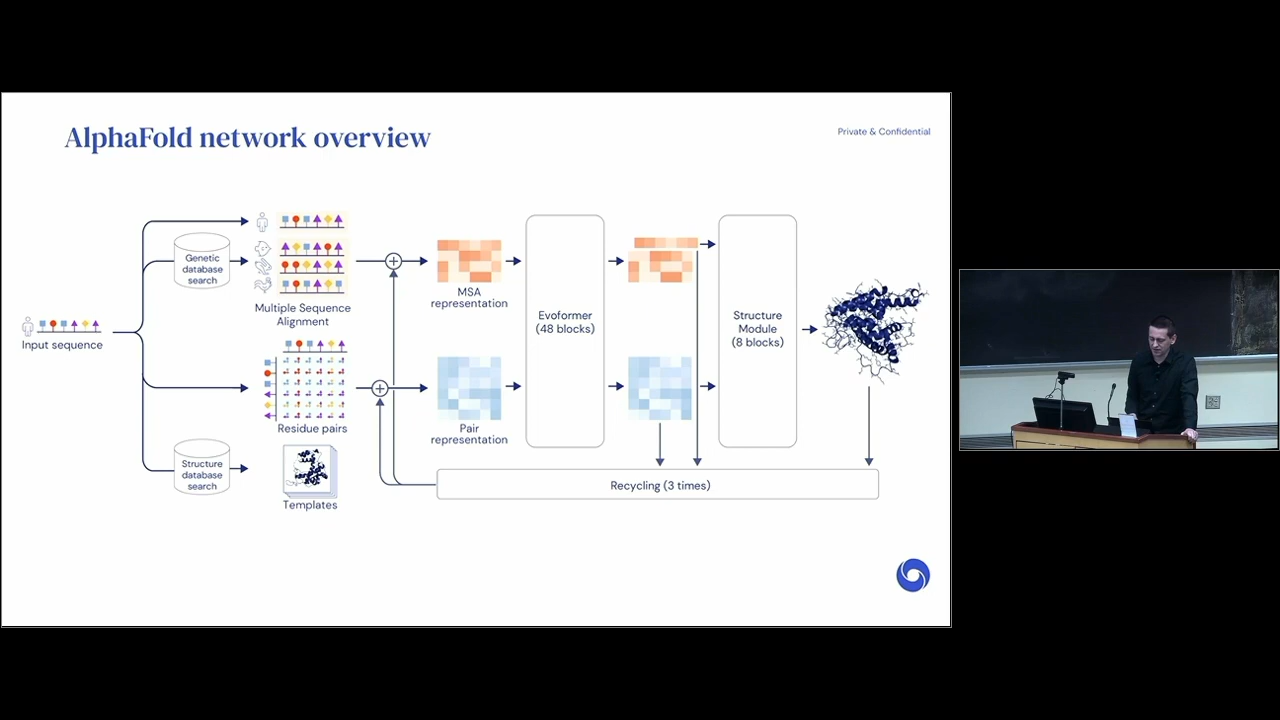 AlphaFold network overview
Private & Confidential
Genetic
database
search
Multiple Sequence
Alignment
MSA
representation
Evoformer
(48 blocks)
Structure
Module
(8 blocks)
Input sequence
Residue pairs
Pair
representation
Structure
database
search
Templates
Recycling (3 times)